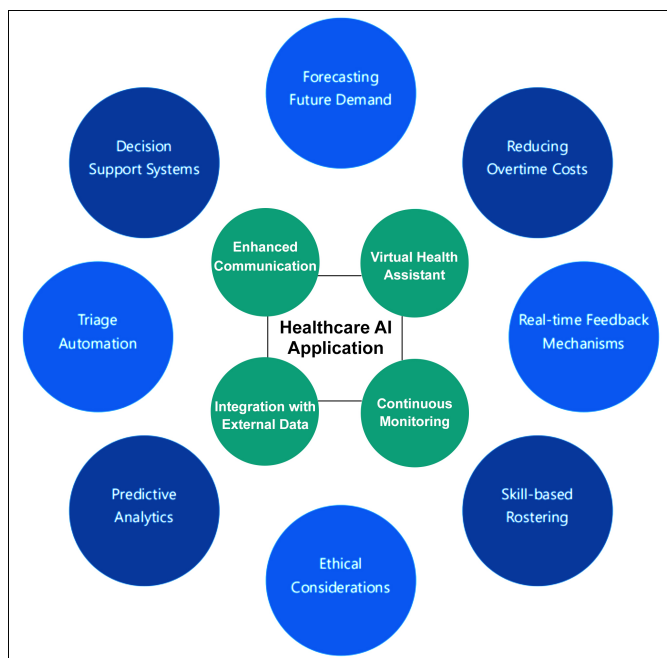 Forecasting
Future Demand
Decision
Support Systems
Reducing
Overtime Costs
Enhanced
Communication
Virtual Health
Assistant
Triage
Automation
Healthcare AI
Application
Real-time Feedback
Mechanisms
Integration with
External Data
Continuous
Monitoring
Predictive
Analytics
Skill-based
Rostering
Ethical
Considerations